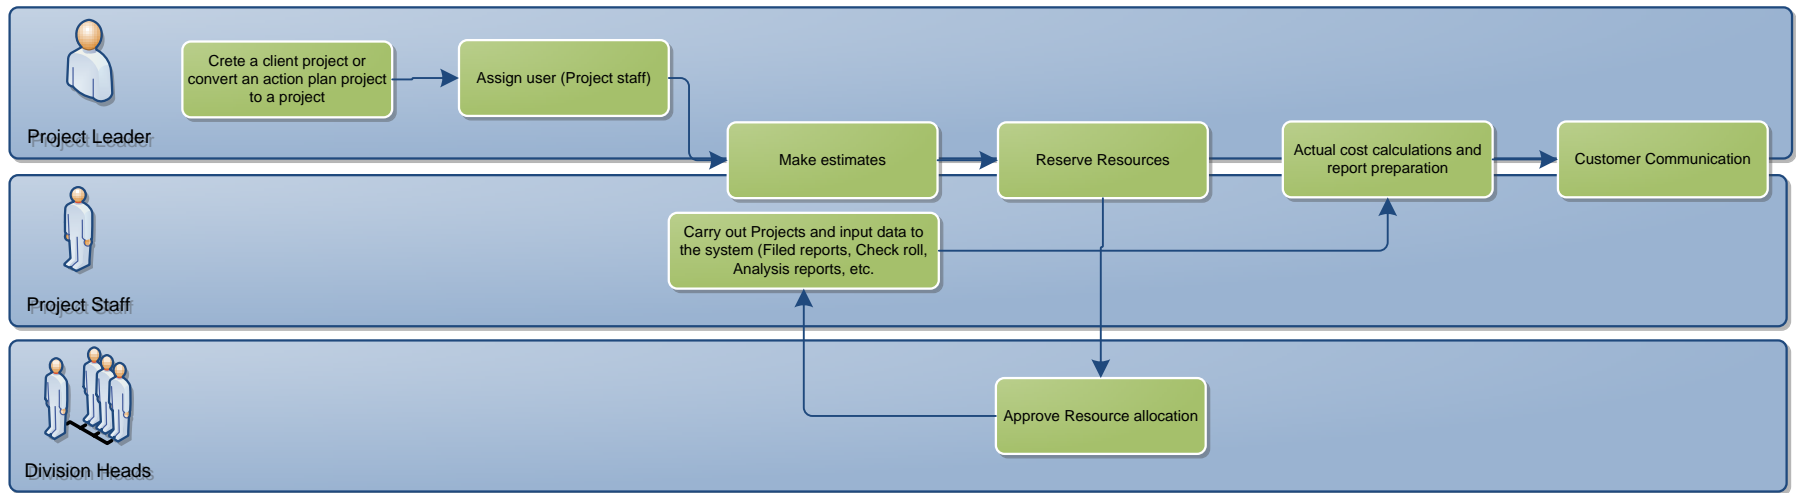 Crete a client project or
convert an action plan project
to a project
Assign user (Project staff)
Project Leader
Make estimates
Reserve Resources
Actual cost calculations and
report preparation
Customer Communication
Carry out Projects and input data to
the system (Filed reports, Check roll,
Analysis reports, etc.
Project Staff
Approve Resource allocation
Division Heads